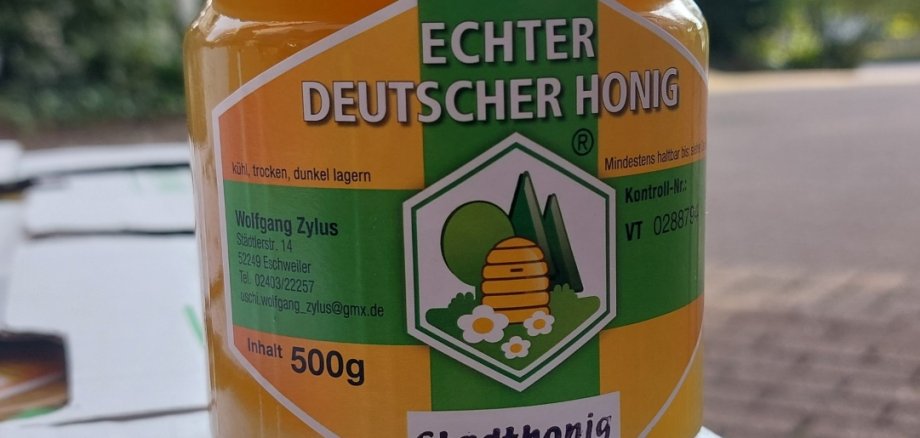 ECHTER
DEUTSCHER HONIG
®
kühl, trocken, dunkel lagern
Mindestens haltbar bis:
Wolfgang Zylus
Städtlerstr. 14
52249 Eschweiler
Tel. 02403/22257
uschi.wolfgang_zylus@gmx.de
Kontroll-Nr.:
VT
Inhalt 500g
Stadthonig